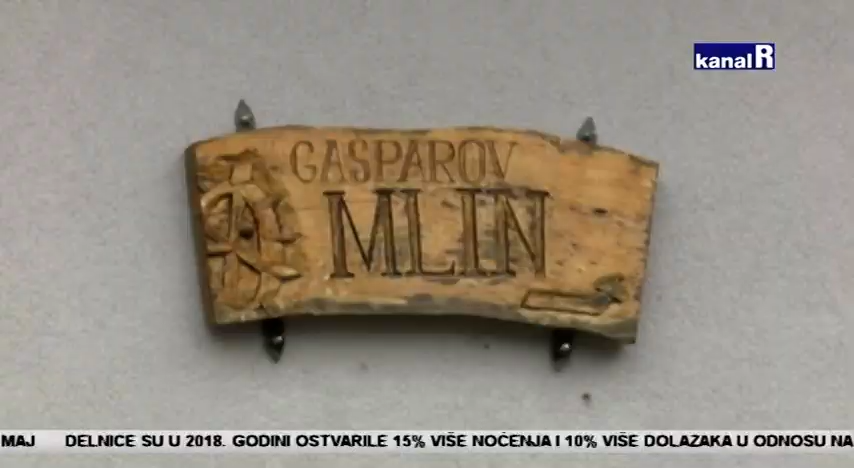 kanal R
GASPAROV
MLIN
MAJ DELNICE SU U 2018. GODINI OSTVARILE 15% VIŠE NOĆENJA I 10% VIŠE DOLAZAKA U ODNOSU NA